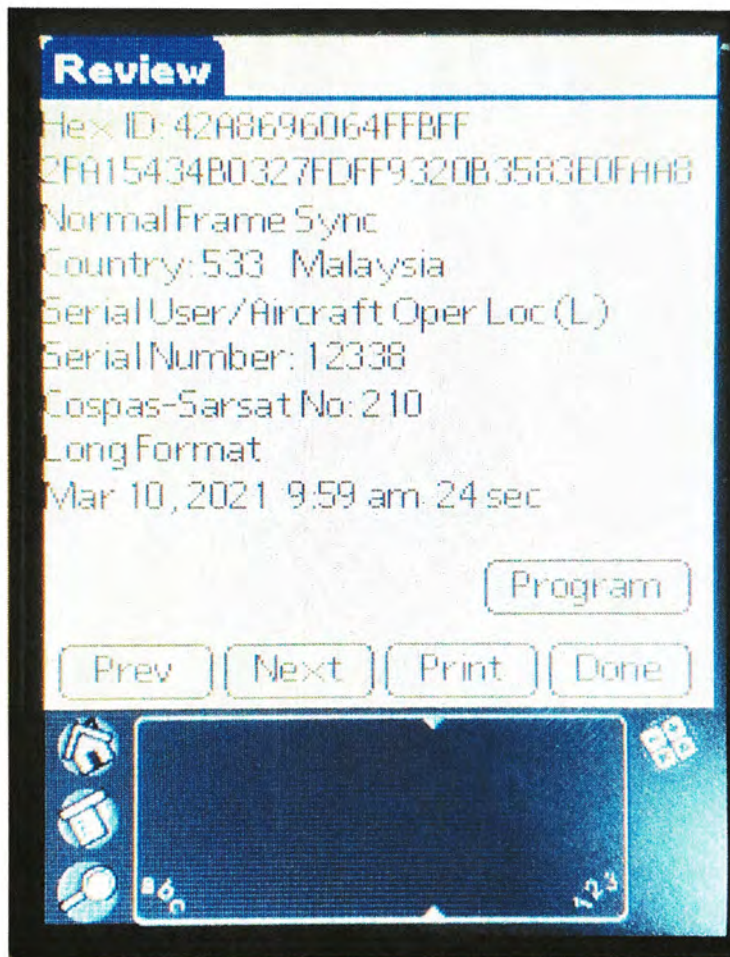 Review
Hex ID: 42A8696064FFBFF
2FA15434B0327FDFF9320B3583E0FAA8
Normal Frame Sync
Country: 533 Malaysia
Serial User/Aircraft Oper Loc (L)
Serial Number: 12338
Cospas-Sarsat No: 210
Long Format
Mar 10, 2021 9:59 am 24 sec
Program
Prev Next Print Done
abc 123